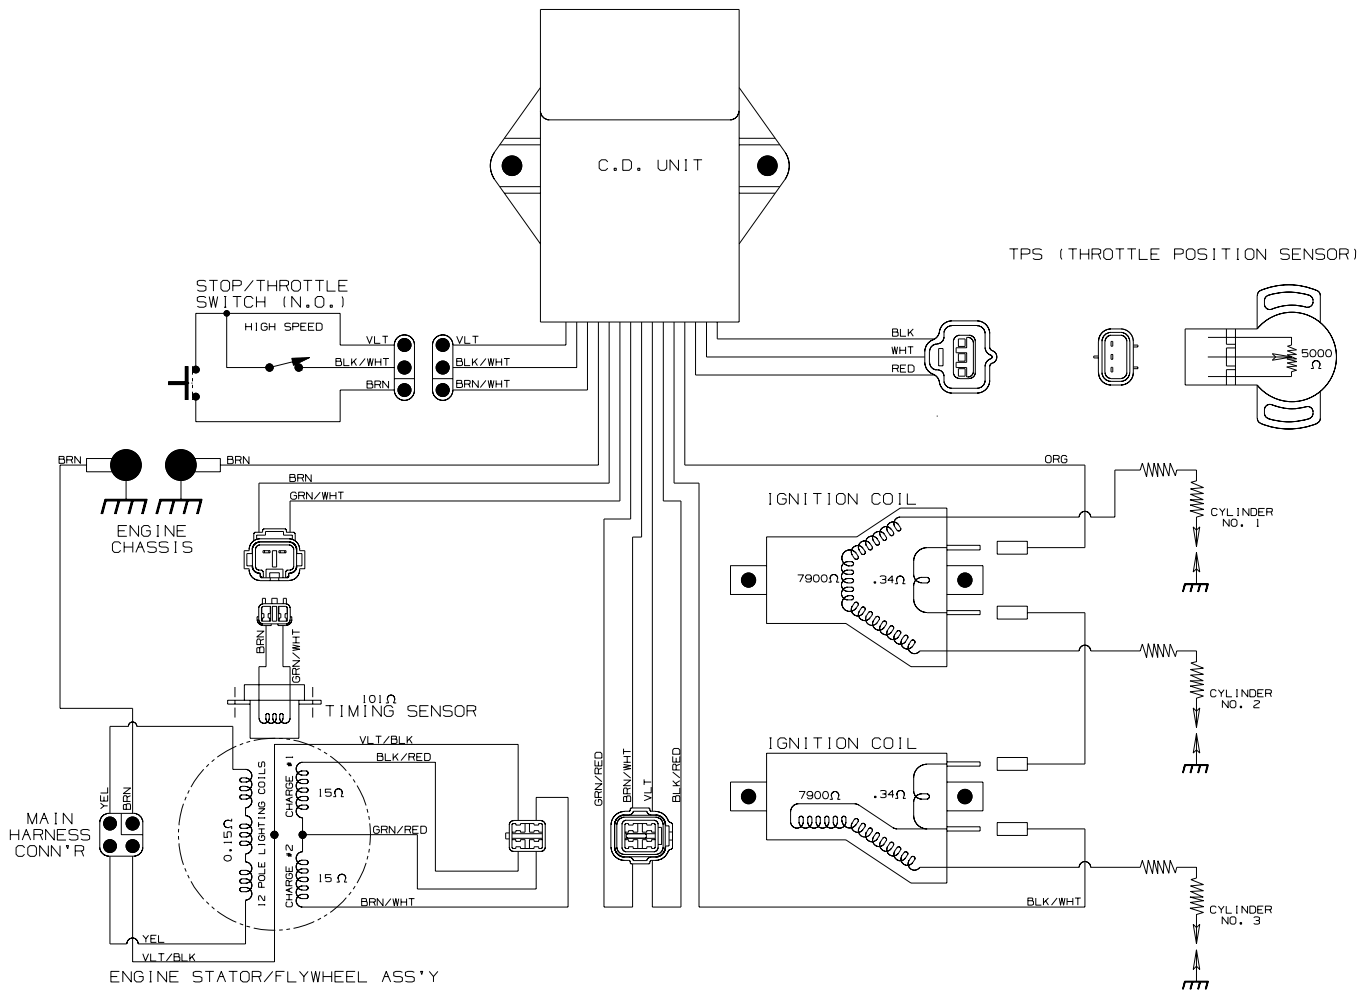 C.D. UNIT
TPS (THROTTLE POSITION SENSOR)
STOP/THROTTLE
SWITCH (N.O.)
HIGH SPEED
VLT
VLT
BLK/WHT
BLK/WHT
BRN
BRN/WHT
BLK
WHT
RED
5000
Ω
BRN
BRN
ENGINE
CHASSIS
BRN
GRN/WHT
ORG
IGNITION COIL
7900Ω
.34Ω
CYLINDER
NO. 1
BRN
GRN/WHT
101Ω
TIMING SENSOR
CYLINDER
NO. 2
VLT/BLK
BLK/RED
CHARGE #1
15Ω
GRN/RED
CHARGE #2
15Ω
BRN/WHT
0.15Ω
12 POLE LIGHTING COILS
YEL
BRN
MAIN
HARNESS
CONN'R
YEL
VLT/BLK
ENGINE STATOR/FLYWHEEL ASS'Y
GRN/RED
BRN/WHT
VLT
BLK/RED
IGNITION COIL
7900Ω
.34Ω
BLK/WHT
CYLINDER
NO. 3